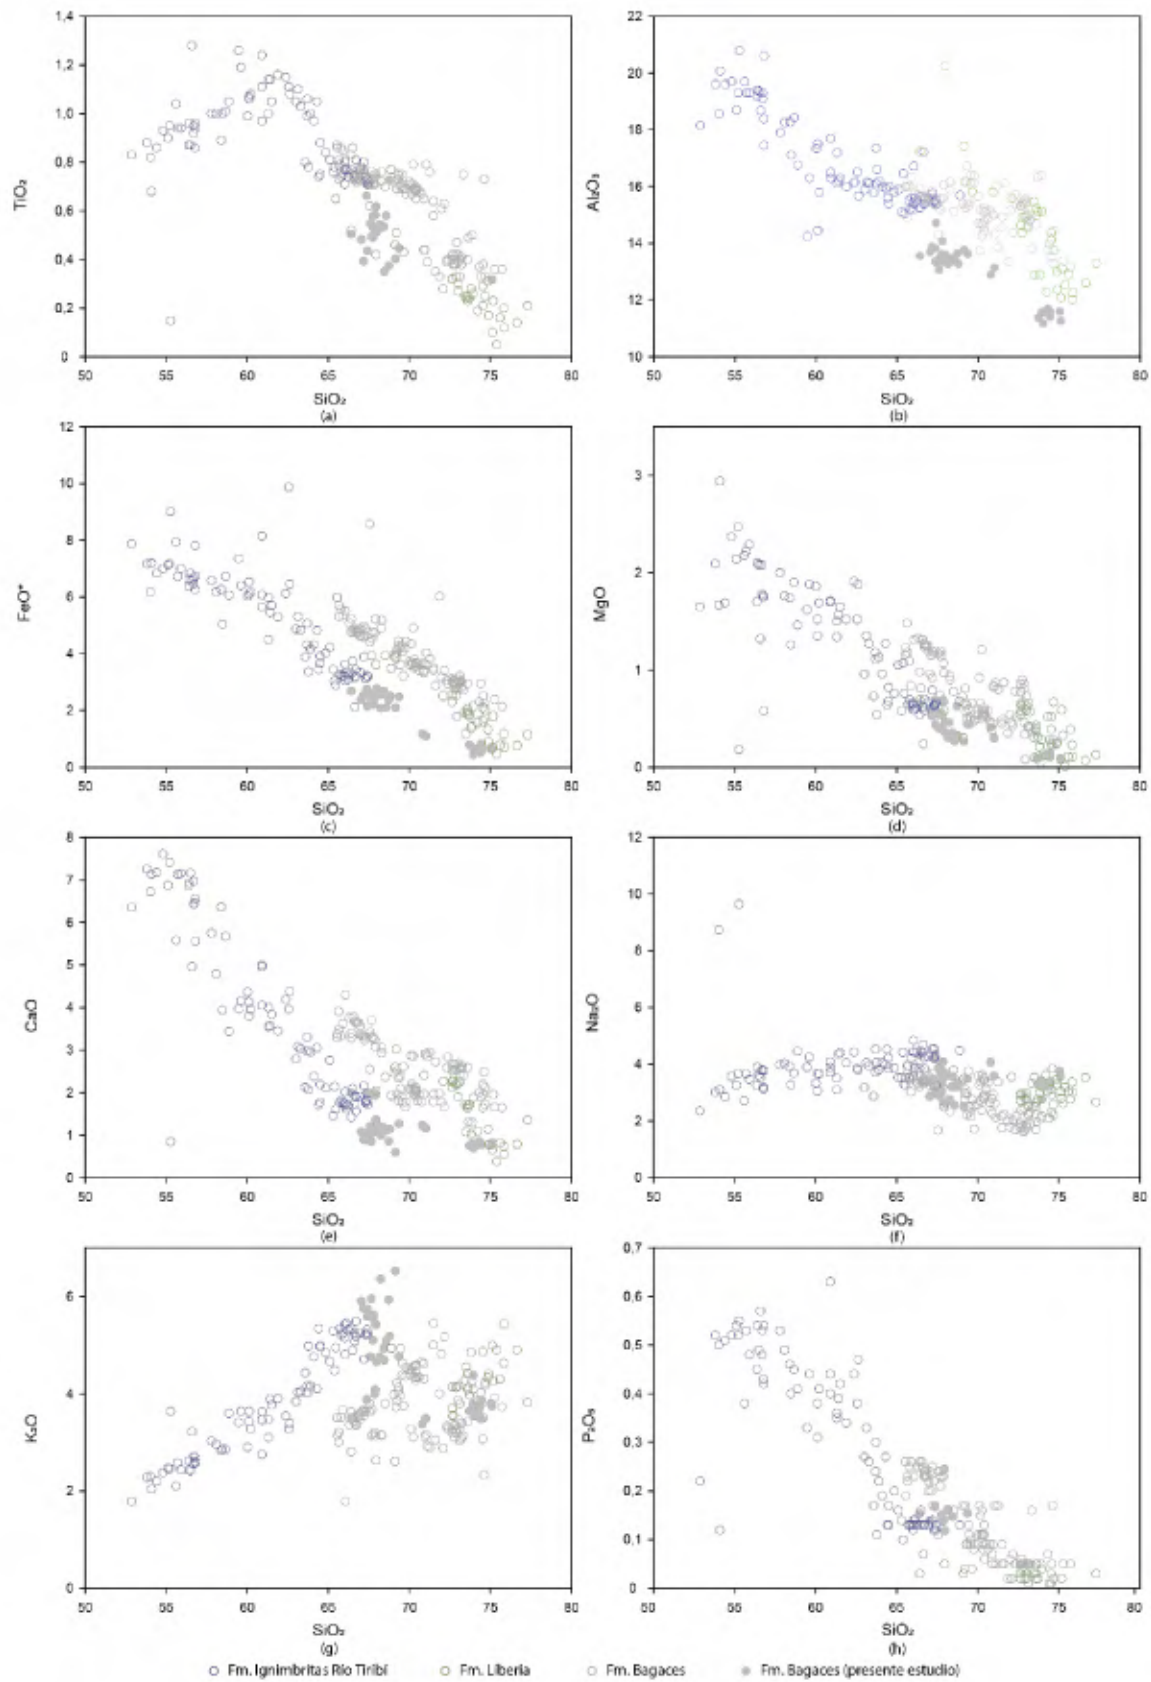 1,4 22
1,2 20
1,0 18
0,8 16
TiO₂ Al₂O₃
0,6
0,4 14
0,2 12
0 10
50 55 60 65 70 75 80 50 55 60 65 70 75 80
SiO₂ SiO₂
(a) (b)
12
10 3
8
2
FeO* MgO
6
4 1
2
0 0
50 55 60 65 70 75 80 50 55 60 65 70 75 80
SiO₂ SiO₂
(c) (d)
8 12
7 10
6
5 8
CaO Na₂O
4 6
3 4
2
1 2
0 0
50 55 60 65 70 75 80 50 55 60 65 70 75 80
SiO₂ SiO₂
(e) (f)
0,7
6 0,6
0,5
4 0,4
K₂O P₂O₅
0,3
2 0,2
0,1
0 0
50 55 60 65 70 75 80 50 55 60 65 70 75 80
SiO₂ SiO₂
(g) (h)
Fm. Ignimbritas Río Tiribí Fm. Liberia Fm. Bagaces Fm. Bagaces (presente estudio)